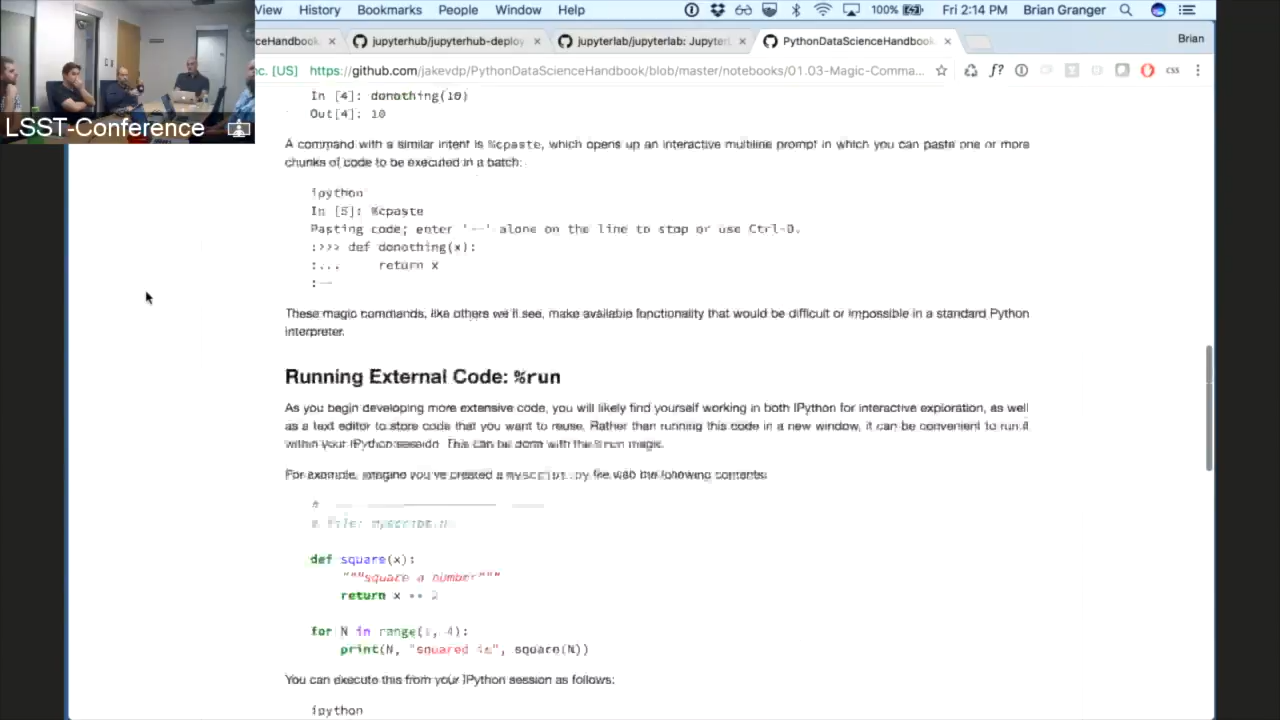 View History Bookmarks People Window Help 100% Fri 2:14 PM Brian Granger
ceHandbook jupyterhub/jupyterhub-deploy jupyterlab/jupyterlab: Jupyter PythonDataScienceHandbook Brian
nc. [US] https://github.com/jakevdp/PythonDataScienceHandbook/blob/master/notebooks/01.03-Magic-Comma... f? css
LSST-Conference
In [4]: donothing(10)
Out[4]: 10
A command with a similar intent is %cpaste, which opens up an interactive multiline prompt in which you can paste one or more
chunks of code to be executed in a batch:
ipython
In [5]: %cpaste
Pasting code; enter '--' alone on the line to stop or use Ctrl-D.
:>>> def donothing(x):
:...     return x
:--
These magic commands, like others we'll see, make available functionality that would be difficult or impossible in a standard Python
interpreter.
Running External Code: %run
As you begin developing more extensive code, you will likely find yourself working in both IPython for interactive exploration, as well
as a text editor to store code that you want to reuse. Rather than running this code in a new window, it can be convenient to run it
within your IPython session. This can be done with the %run magic.
For example, imagine you've created a myscript.py file with the following contents:
# file: myscript.py
def square(x):
"""square a number"""
return x ** 2
for N in range(1, 4):
print(N, "squared is", square(N))
You can execute this from your IPython session as follows:
ipython